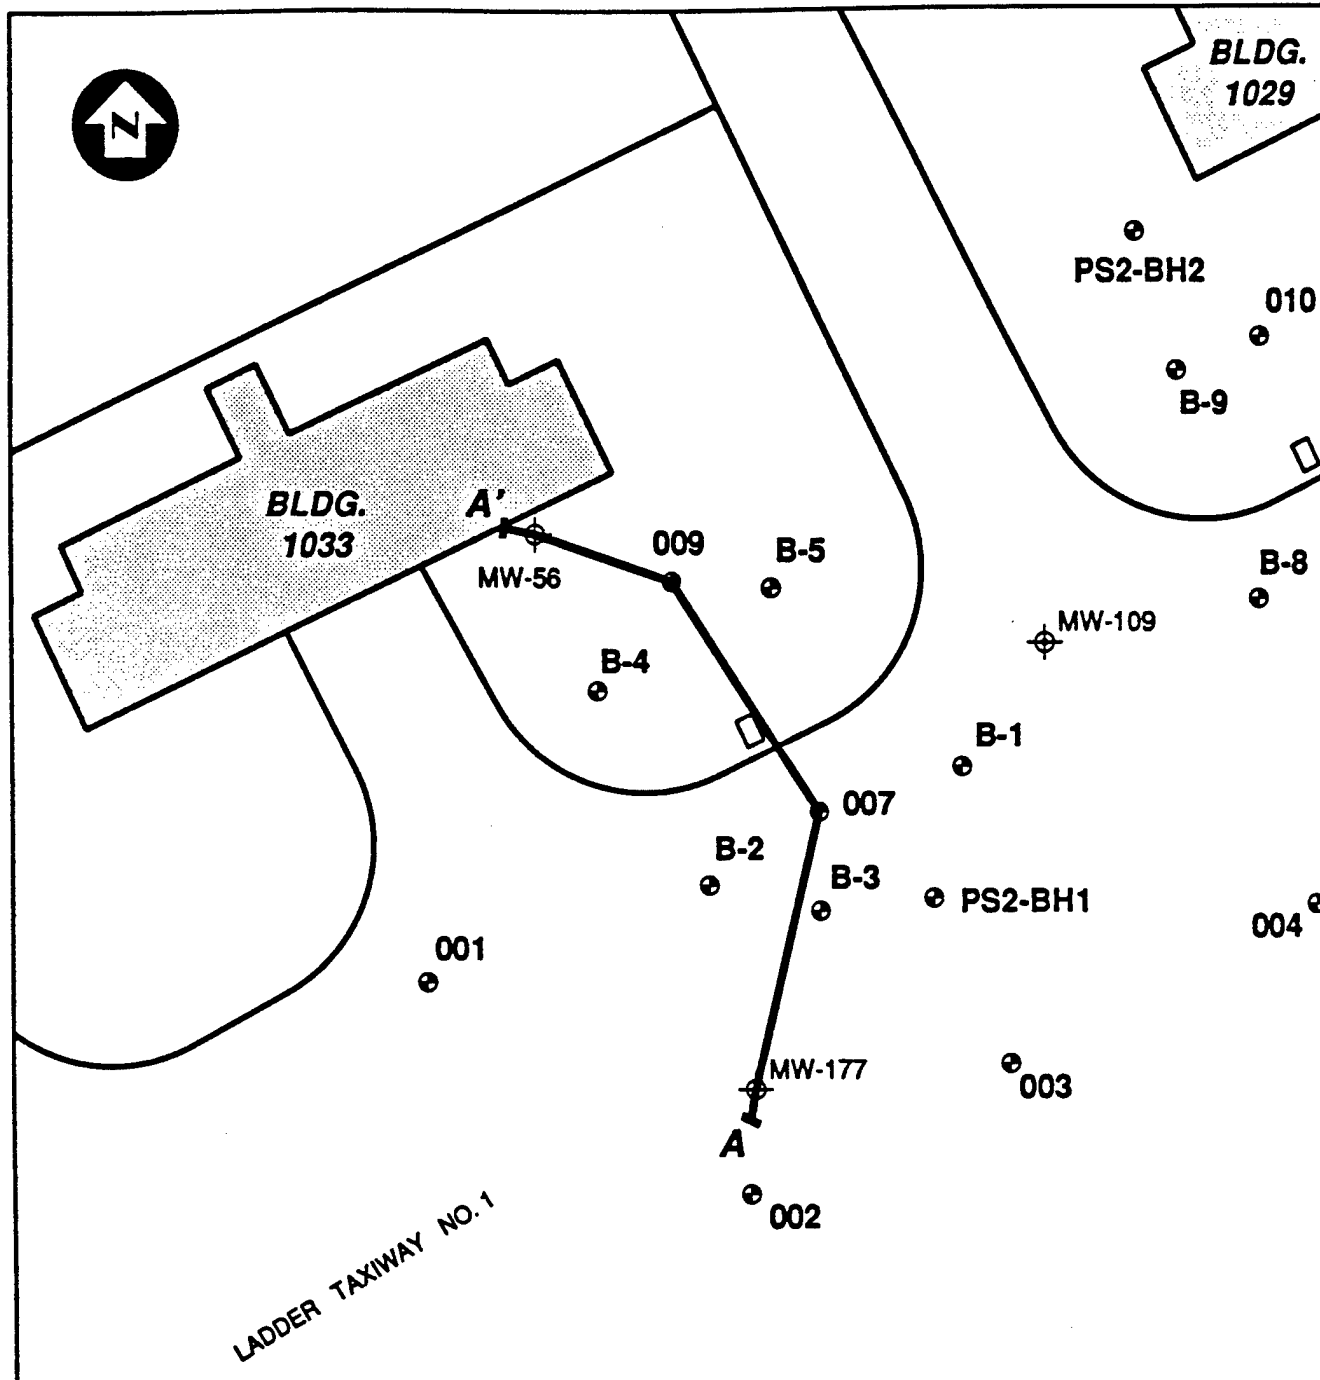 BLDG.
1029
N
PS2-BH2
010
B-9
BLDG.
1033
A'
MW-56
009
B-5
B-8
MW-109
B-4
B-1
007
B-2
B-3
PS2-BH1
004
001
MW-177
003
A
002
LADDER TAXIWAY NO. 1